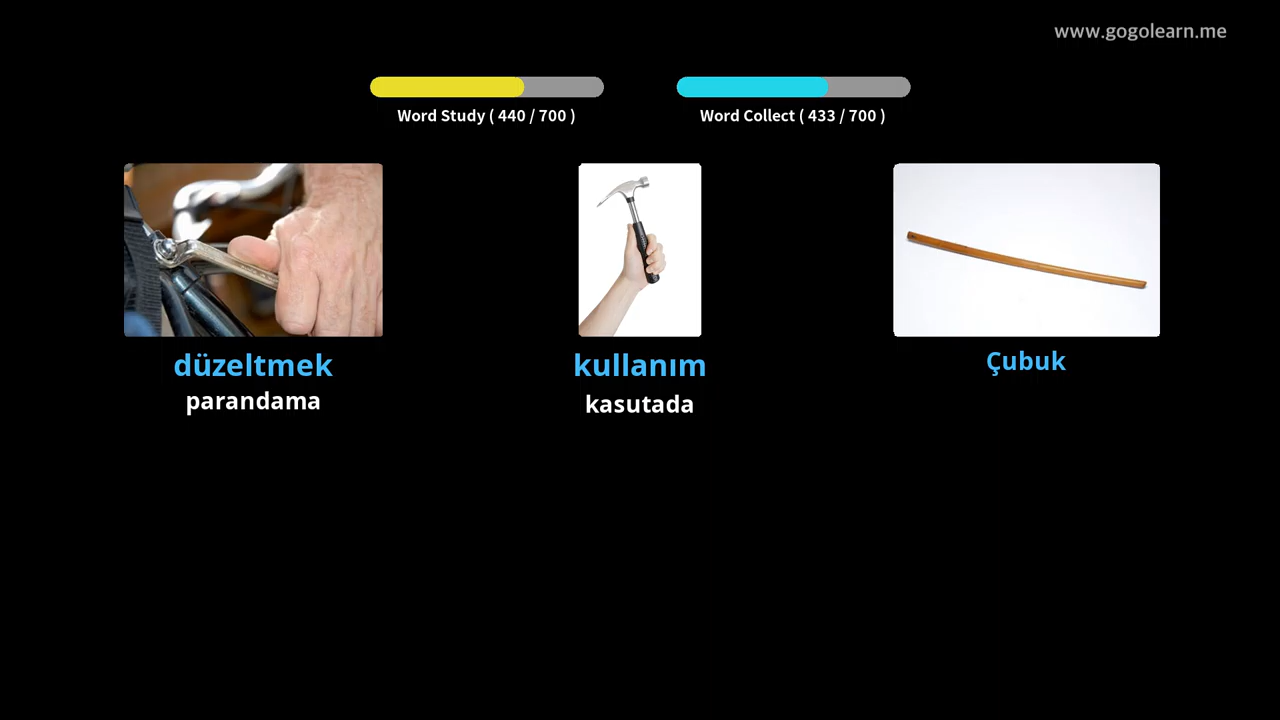 www.gogolearn.me
Word Study ( 440 / 700 )
Word Collect ( 433 / 700 )
düzeltmek
parandama
kullanım
kasutada
Çubuk